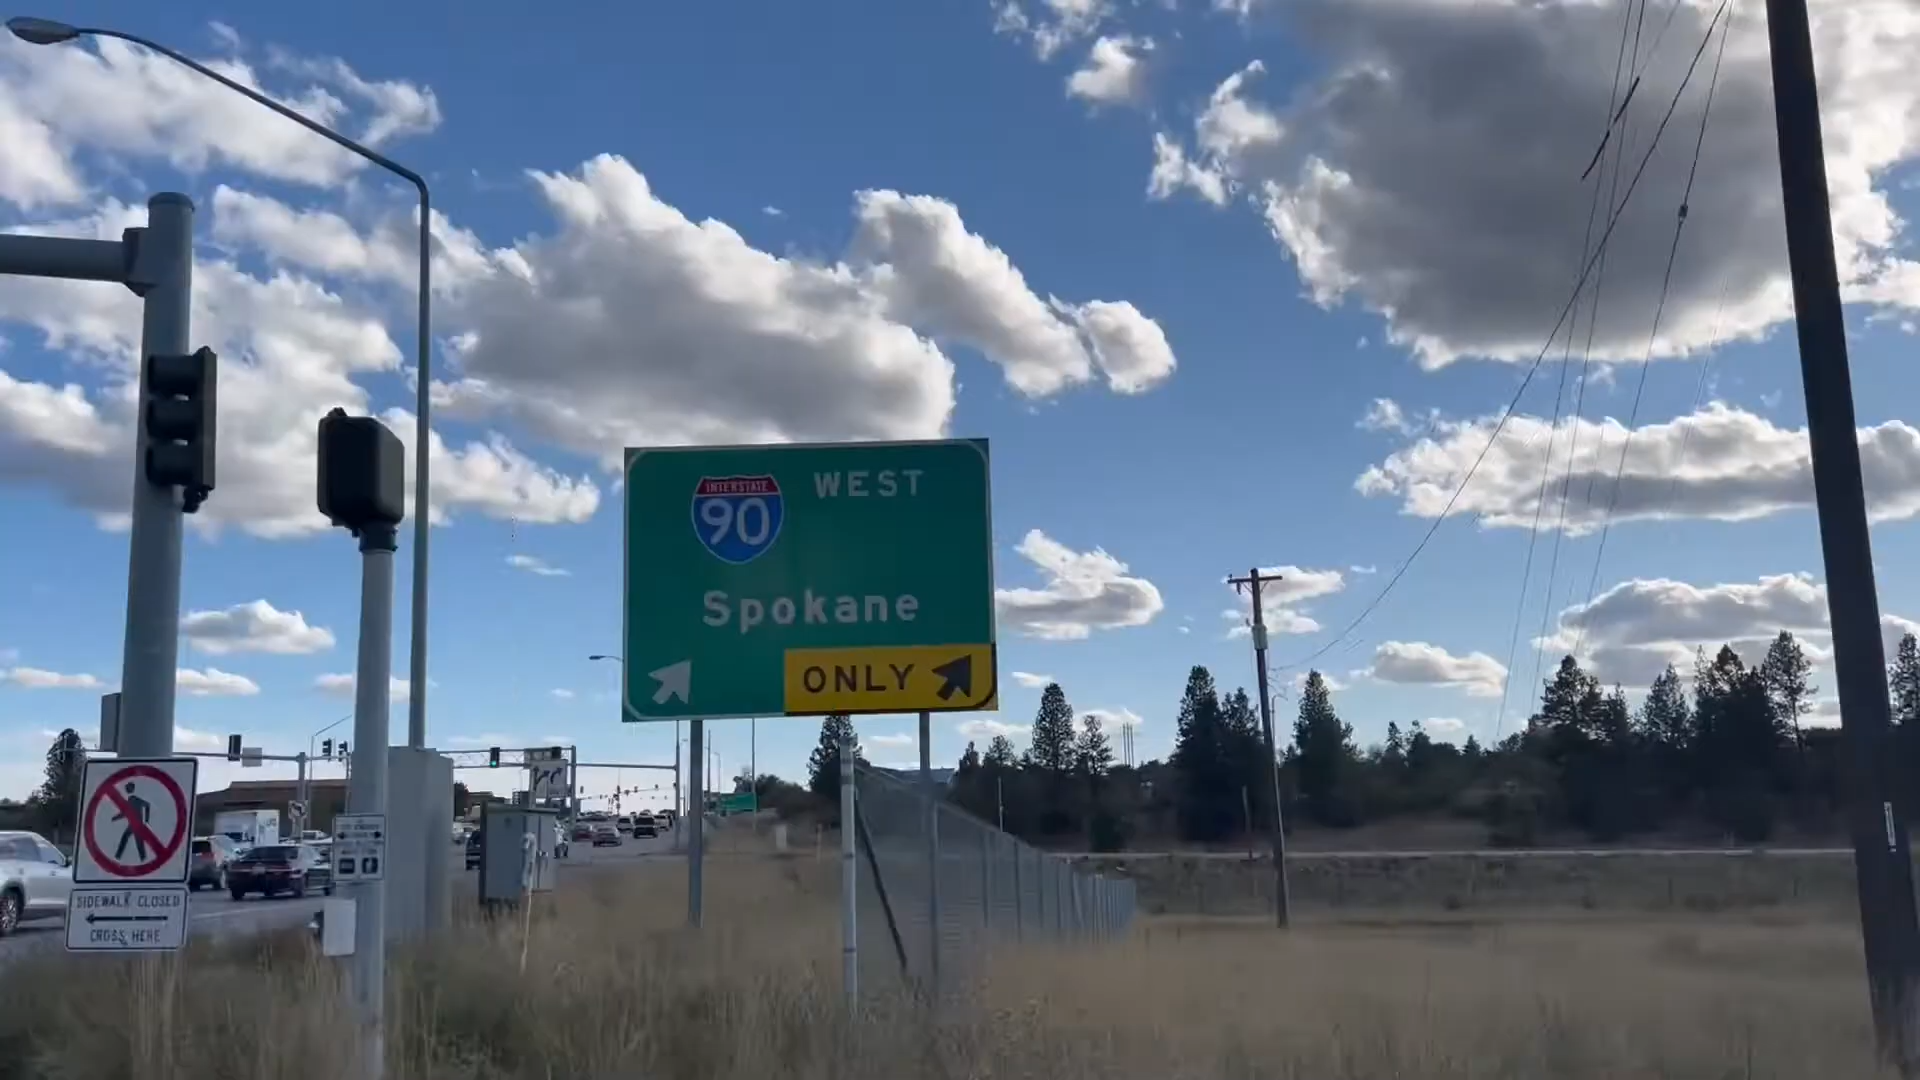 WEST
INTERSTATE
90
Spokane
ONLY
SIDEWALK CLOSED
CROSS HERE